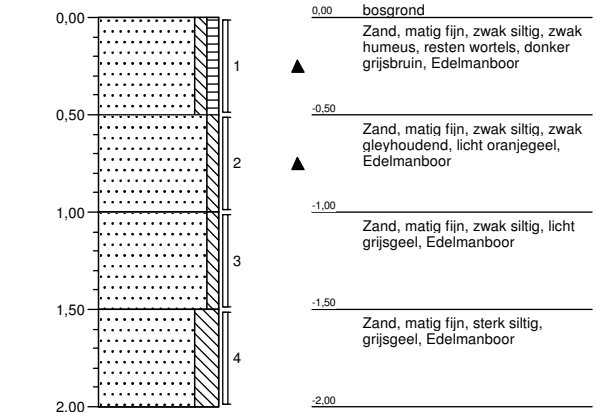 0,00
0,50
1,00
1,50
2.00
1
2
3
4
0,00
bosgrond
Zand, matig fijn, zwak siltig, zwak
humeus, resten wortels, donker
grijsbruin, Edelmanboor
-0,50
Zand, matig fijn, zwak siltig, zwak
gleyhoudend, licht oranjegeel,
Edelmanboor
-1,00
Zand, matig fijn, zwak siltig, licht
grijsgeel, Edelmanboor
-1,50
Zand, matig fijn, sterk siltig,
grijsgeel, Edelmanboor
-2,00